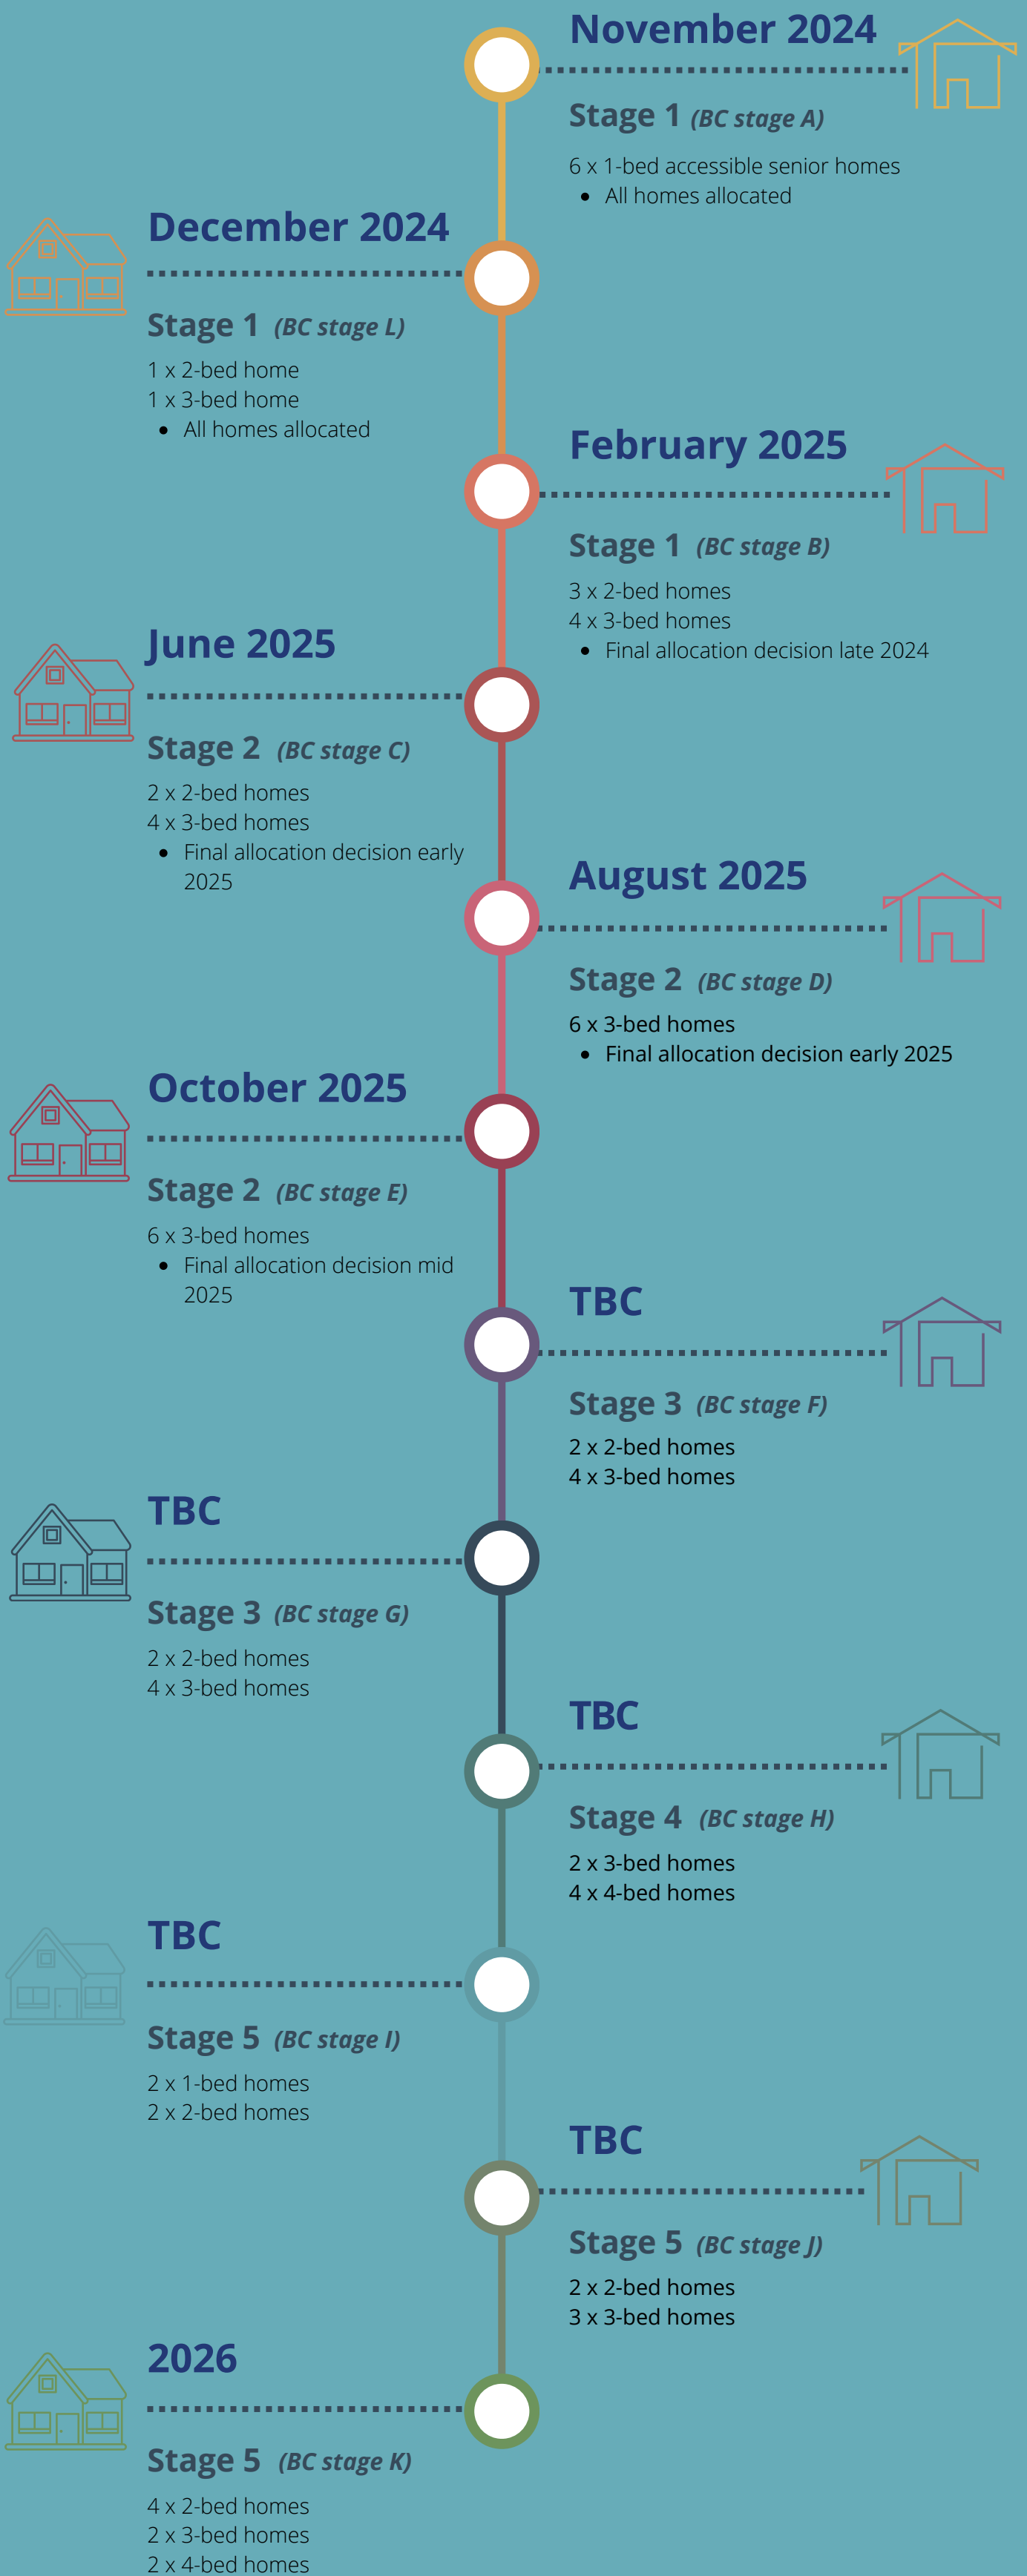 November 2024
Stage 1 (BC stage A)
6 x 1-bed accessible senior homes
• All homes allocated
December 2024
Stage 1 (BC stage L)
1 x 2-bed home
1 x 3-bed home
• All homes allocated
February 2025
Stage 1 (BC stage B)
3 x 2-bed homes
4 x 3-bed homes
• Final allocation decision late 2024
June 2025
Stage 2 (BC stage C)
2 x 2-bed homes
4 x 3-bed homes
• Final allocation decision early
2025
August 2025
Stage 2 (BC stage D)
6 x 3-bed homes
• Final allocation decision early 2025
October 2025
Stage 2 (BC stage E)
6 x 3-bed homes
• Final allocation decision mid
2025
TBC
Stage 3 (BC stage F)
2 x 2-bed homes
4 x 3-bed homes
TBC
Stage 3 (BC stage G)
2 x 2-bed homes
4 x 3-bed homes
TBC
Stage 4 (BC stage H)
2 x 3-bed homes
4 x 4-bed homes
TBC
Stage 5 (BC stage I)
2 x 1-bed homes
2 x 2-bed homes
TBC
Stage 5 (BC stage J)
2 x 2-bed homes
3 x 3-bed homes
2026
Stage 5 (BC stage K)
4 x 2-bed homes
2 x 3-bed homes
2 x 4-bed homes